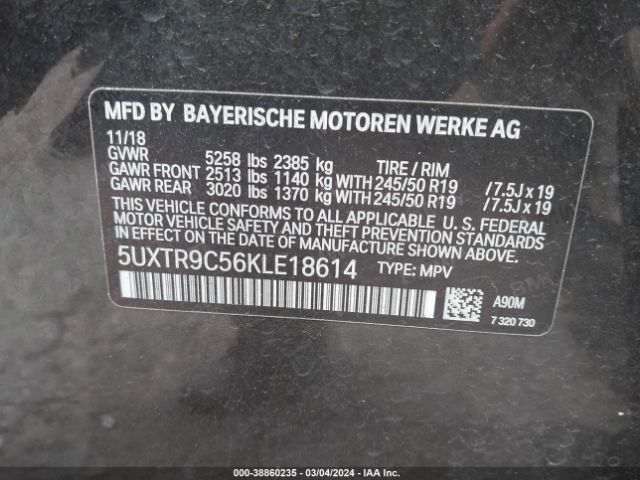 MFD BY BAYERISCHE MOTOREN WERKE AG
11/18
GVWR 5258 lbs 2385 kg TIRE / RIM
GAWR FRONT 2513 lbs 1140 kg WITH 245/50 R19 /7.5J x 19
GAWR REAR 3020 lbs 1370 kg WITH 245/50 R19 /7.5J x 19
THIS VEHICLE CONFORMS TO ALL APPLICABLE U.S. FEDERAL
MOTOR VEHICLE SAFETY AND THEFT PREVENTION
STANDARDS IN EFFECT ON THE DATE OF MANUFACTURE SHOWN ABOVE.
5UXTR9C56KLE18614 TYPE: MPV
A90M
7 320 730
000-38860235 - 03/04/2024 - IAA Inc.